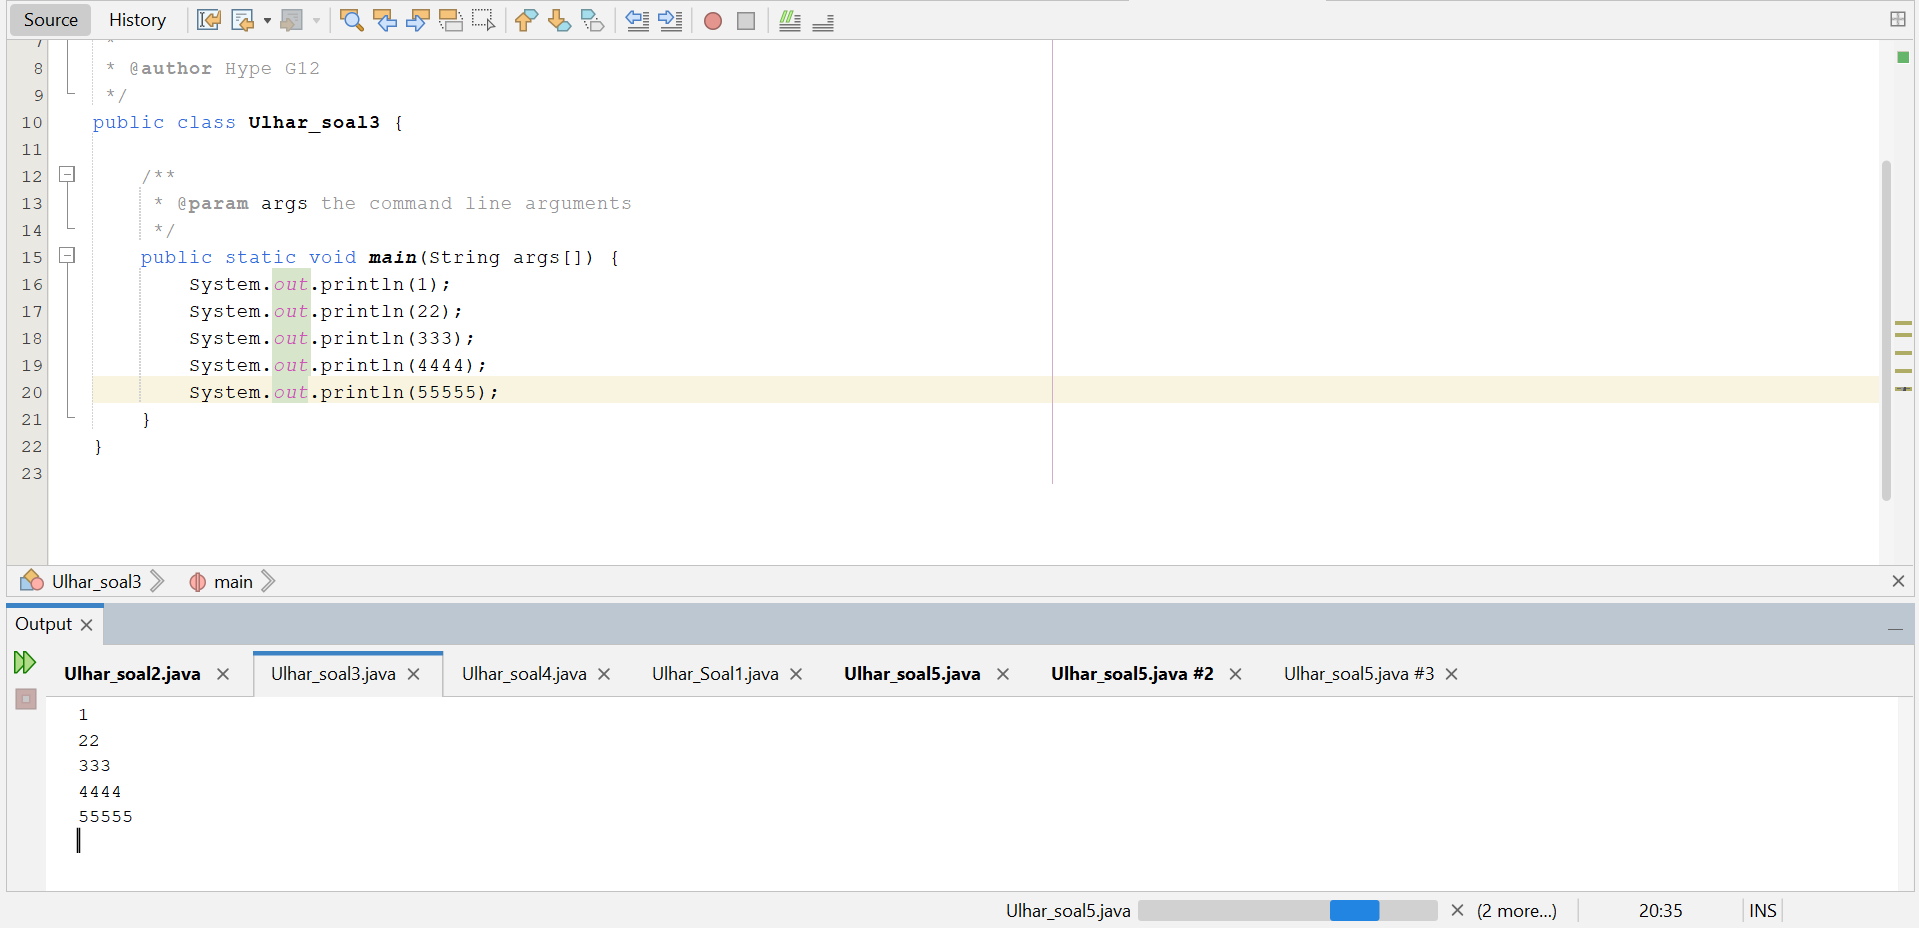 Source History
7 *
8 * @author Hype G12
9 */
10 public class Ulhar_soal3 {
11
12 /**
13 * @param args the command line arguments
14 */
15 public static void main(String args[]) {
16 System.out.println(1);
17 System.out.println(22);
18 System.out.println(333);
19 System.out.println(4444);
20 System.out.println(55555);
21 }
22 }
23
Ulhar_soal3 main
Output
Ulhar_soal2.java Ulhar_soal3.java Ulhar_soal4.java Ulhar_Soal1.java Ulhar_soal5.java Ulhar_soal5.java #2 Ulhar_soal5.java #3
1
22
333
4444
55555
Ulhar_soal5.java (2 more...) 20:35 INS